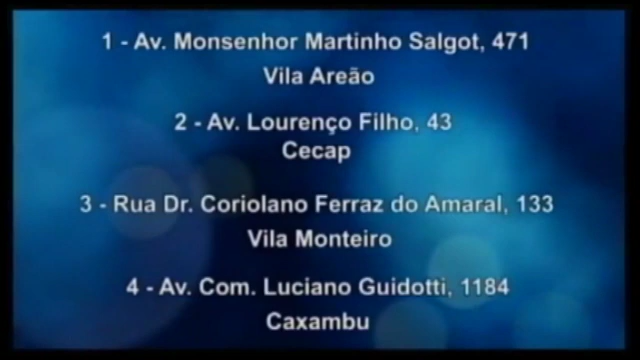 1 - Av. Monsenhor Martinho Salgot, 471
Vila Areão
2 - Av. Lourenço Filho, 43
Cecap
3 - Rua Dr. Coriolano Ferraz do Amaral, 133
Vila Monteiro
4 - Av. Com. Luciano Guidotti, 1184
Caxambu